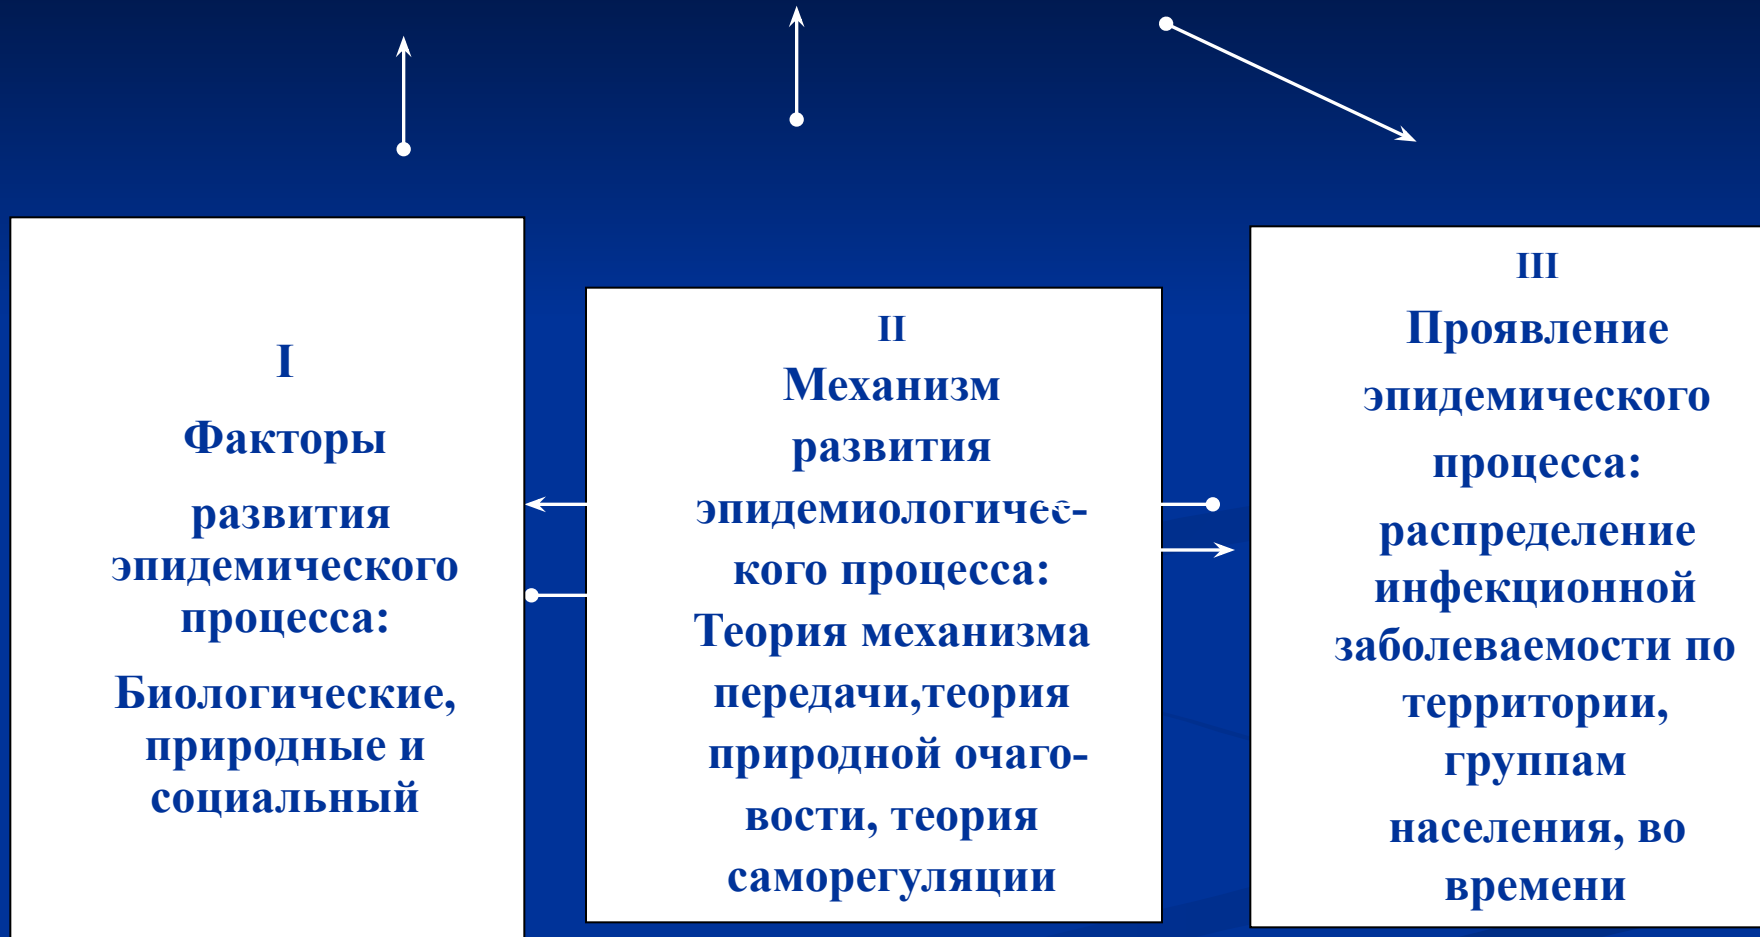 I
Факторы
развития
эпидемического
процесса:
Биологические,
природные и
социальный
II
Механизм
развития
эпидемиологичес-
кого процесса:
Теория механизма
передачи,теория
природной очаго-
вости, теория
саморегуляции
III
Проявление
эпидемического
процесса:
распределение
инфекционной
заболеваемости по
территории,
группам
населения, во
времени